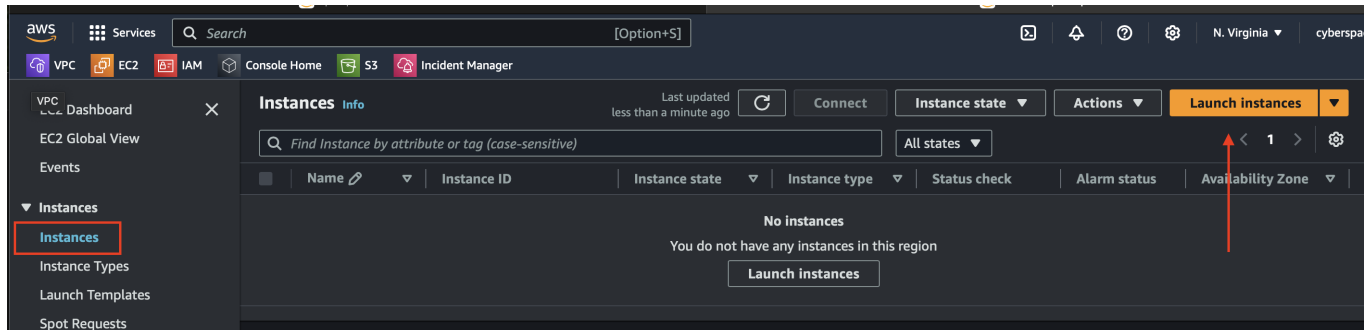 aws
Services
Search
[Option+S]
N. Virginia ▼
cyberspa
VPC
EC2
IAM
Console Home
S3
Incident Manager
VPC
Dashboard
EC2 Global View
Events
▼ Instances
Instances
Instance Types
Launch Templates
Spot Requests
Instances Info
Last updated
less than a minute ago
Connect
Instance state ▼
Actions ▼
Launch instances
Find Instance by attribute or tag (case-sensitive)
All states ▼
< 1 >
Name
Instance ID
Instance state
Instance type
Status check
Alarm status
Availability Zone
No instances
You do not have any instances in this region
Launch instances